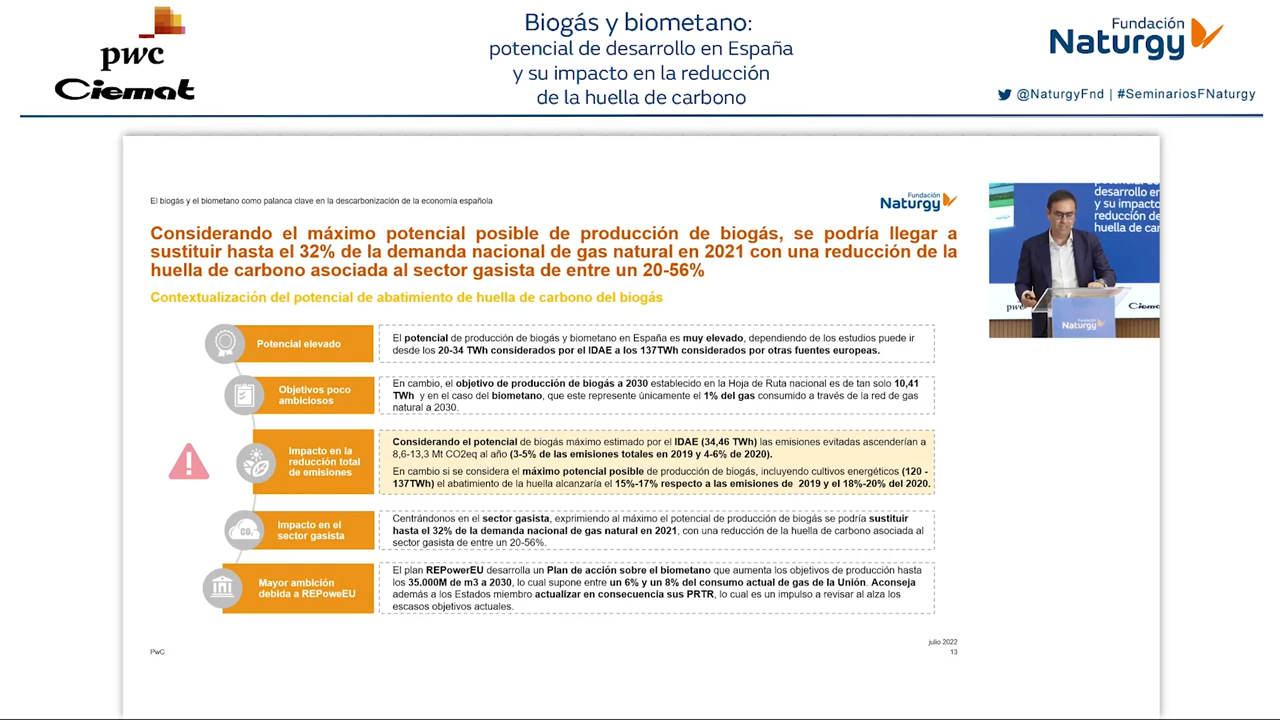 pwc
Ciemat
Biogás y biometano:
potencial de desarrollo en España
y su impacto en la reducción
de la huella de carbono
Fundación
Naturgy
@NaturgyFnd | #SeminariosFNaturgy
El biogás y el biometano como palanca clave en la descarbonización de la economía española
Fundación
Naturgy
Considerando el máximo potencial posible de producción de biogás, se podría llegar a
sustituir hasta el 32% de la demanda nacional de gas natural en 2021 con una reducción de la
huella de carbono asociada al sector gasista de entre un 20-56%
Contextualización del potencial de abatimiento de huella de carbono del biogás
Potencial elevado
El potencial de producción de biogás y biometano en España es muy elevado, dependiendo de los estudios puede ir
desde los 20-34 TWh considerados por el IDAE a los 137TWh considerados por otras fuentes europeas.
Objetivos poco
ambiciosos
En cambio, el objetivo de producción de biogás a 2030 establecido en la Hoja de Ruta nacional es de tan solo 10,41
TWh y en el caso del biometano, que este represente únicamente el 1% del gas consumido a través de la red de gas
natural a 2030.
Impacto en la
reducción total
de emisiones
Considerando el potencial de biogás máximo estimado por el IDAE (34,46 TWh) las emisiones evitadas ascenderían a
8,6-13,3 Mt CO2eq al año (3-5% de las emisiones totales en 2019 y 4-6% de 2020).
En cambio si se considera el máximo potencial posible de producción de biogás, incluyendo cultivos energéticos (120 -
137TWh) el abatimiento de la huella alcanzaría el 15%-17% respecto a las emisiones de 2019 y el 18%-20% del 2020.
CO₂
Impacto en el
sector gasista
Centrándonos en el sector gasista, exprimiendo al máximo el potencial de producción de biogás se podría sustituir
hasta el 32% de la demanda nacional de gas natural en 2021, con una reducción de la huella de carbono asociada al
sector gasista de entre un 20-56%.
Mayor ambición
debida a REPoweEU
El plan REPowerEU desarrolla un Plan de acción sobre el biometano que aumenta los objetivos de producción hasta
los 35.000M de m3 a 2030, lo cual supone entre un 6% y un 8% del consumo actual de gas de la Unión. Aconseja
además a los Estados miembro actualizar en consecuencia sus PRTR, lo cual es un impulso a revisar al alza los
escasos objetivos actuales.
julio 2022
PwC
13
desarrollo en
y su impacto
reducción de
huella de car
pwc
Naturgy
Ciemat